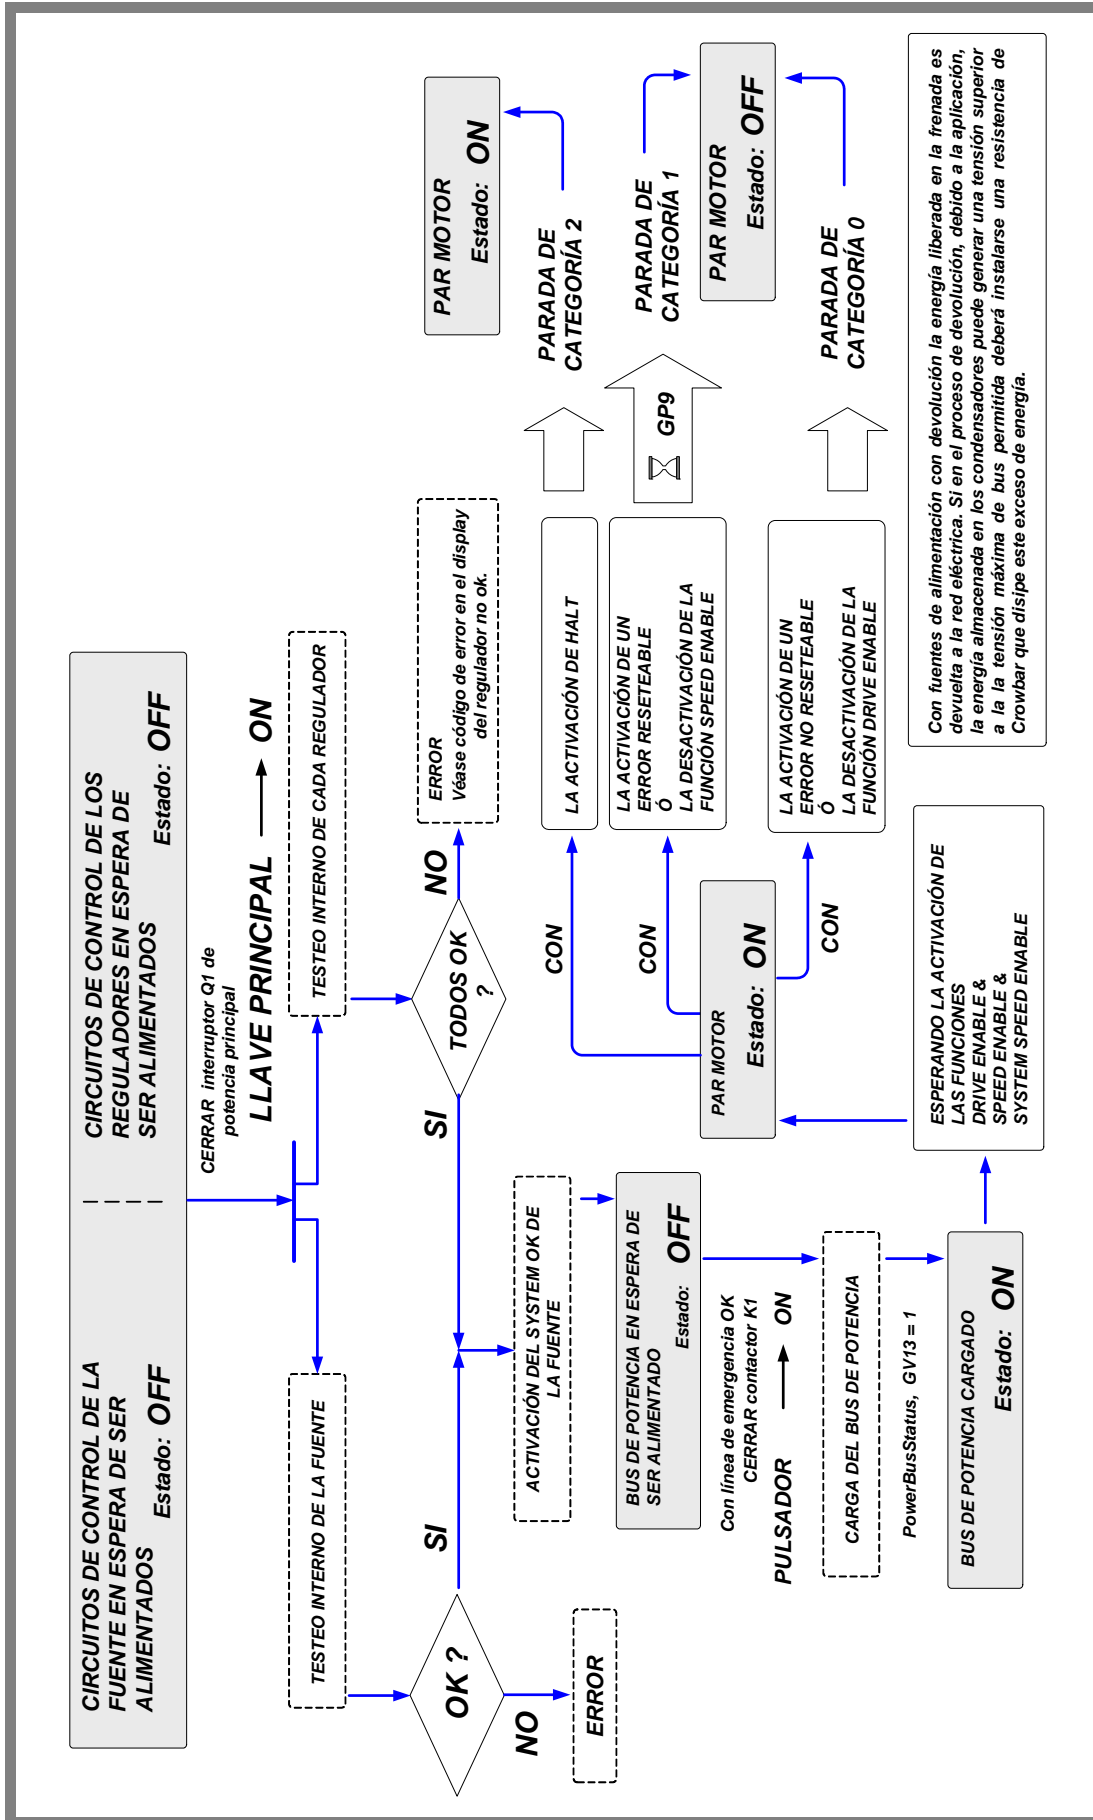 CIRCUITOS DE CONTROL DE LA
FUENTE EN ESPERA DE SER
ALIMENTADOS
Estado: OFF
CIRCUITOS DE CONTROL DE LOS
REGULADORES EN ESPERA DE
SER ALIMENTADOS
Estado: OFF
CERRAR interruptor Q1 de
potencia principal
LLAVE PRINCIPAL ON
TESTEO INTERNO DE LA FUENTE
TESTEO INTERNO DE CADA REGULADOR
OK ?
SI
NO
ERROR
TODOS OK
?
SI
NO
ERROR
Véase código de error en el display
del regulador no ok.
ACTIVACIÓN DEL SYSTEM OK DE
LA FUENTE
BUS DE POTENCIA EN ESPERA DE
SER ALIMENTADO
Estado: OFF
Con línea de emergencia OK
CERRAR contactor K1
PULSADOR ON
CARGA DEL BUS DE POTENCIA
PowerBusStatus, GV13 = 1
BUS DE POTENCIA CARGADO
Estado: ON
ESPERANDO LA ACTIVACIÓN DE
LAS FUNCIONES
DRIVE ENABLE &
SPEED ENABLE &
SYSTEM SPEED ENABLE
PAR MOTOR
Estado: ON
CON
CON
CON
LA ACTIVACIÓN DE HALT
LA ACTIVACIÓN DE UN
ERROR RESETEABLE
Ó
LA DESACTIVACIÓN DE LA
FUNCIÓN SPEED ENABLE
LA ACTIVACIÓN DE UN
ERROR NO RESETEABLE
Ó
LA DESACTIVACIÓN DE LA
FUNCIÓN DRIVE ENABLE
GP9
PARADA DE
CATEGORÍA 2
PARADA DE
CATEGORÍA 1
PARADA DE
CATEGORÍA 0
PAR MOTOR
Estado: ON
PAR MOTOR
Estado: OFF
Con fuentes de alimentación con devolución la energía liberada en la frenada es
devuelta a la red eléctrica. Si en el proceso de devolución, debido a la aplicación,
la energía almacenada en los condensadores puede generar una tensión superior
a la la tensión máxima de bus permitida deberá instalarse una resistencia de
Crowbar que disipe este exceso de energía.